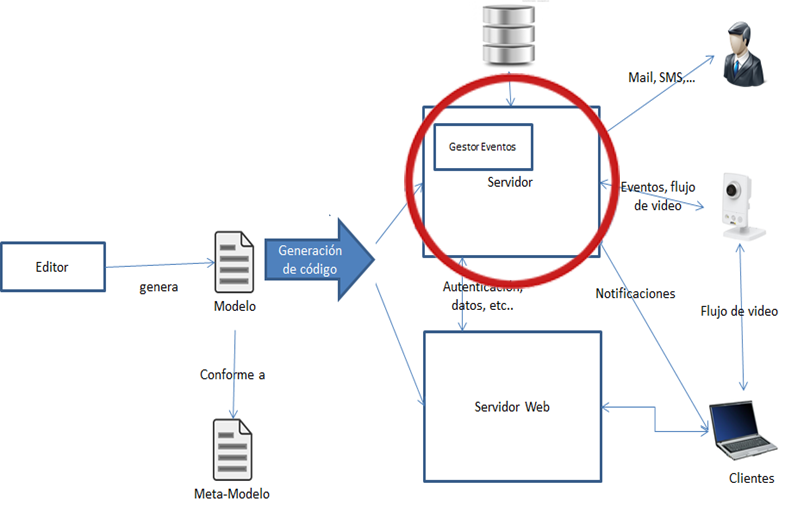 Mail, SMS,...
Gestor Eventos
Servidor
Eventos, flujo
de video
Editor
genera
Modelo
Generación
de código
Autenticación,
datos, etc..
Notificaciones
Flujo de video
Conforme a
Servidor Web
Meta-Modelo
Clientes